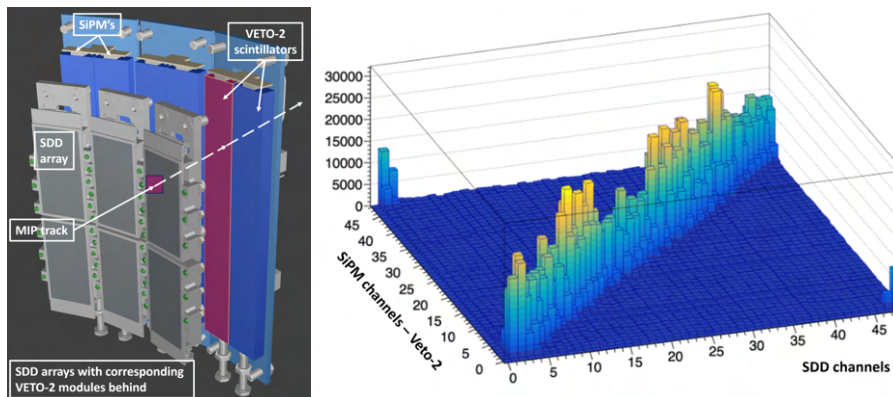 SiPM's
VETO-2
scintillators
SDD
array
MIP track
SDD arrays with corresponding
VETO-2 modules behind
30000
25000
20000
15000
10000
5000
0
45
40
35
30
25
20
15
10
5
0
SiPM channels – Veto-2
0
5
10
15
20
25
30
35
40
45
SDD channels